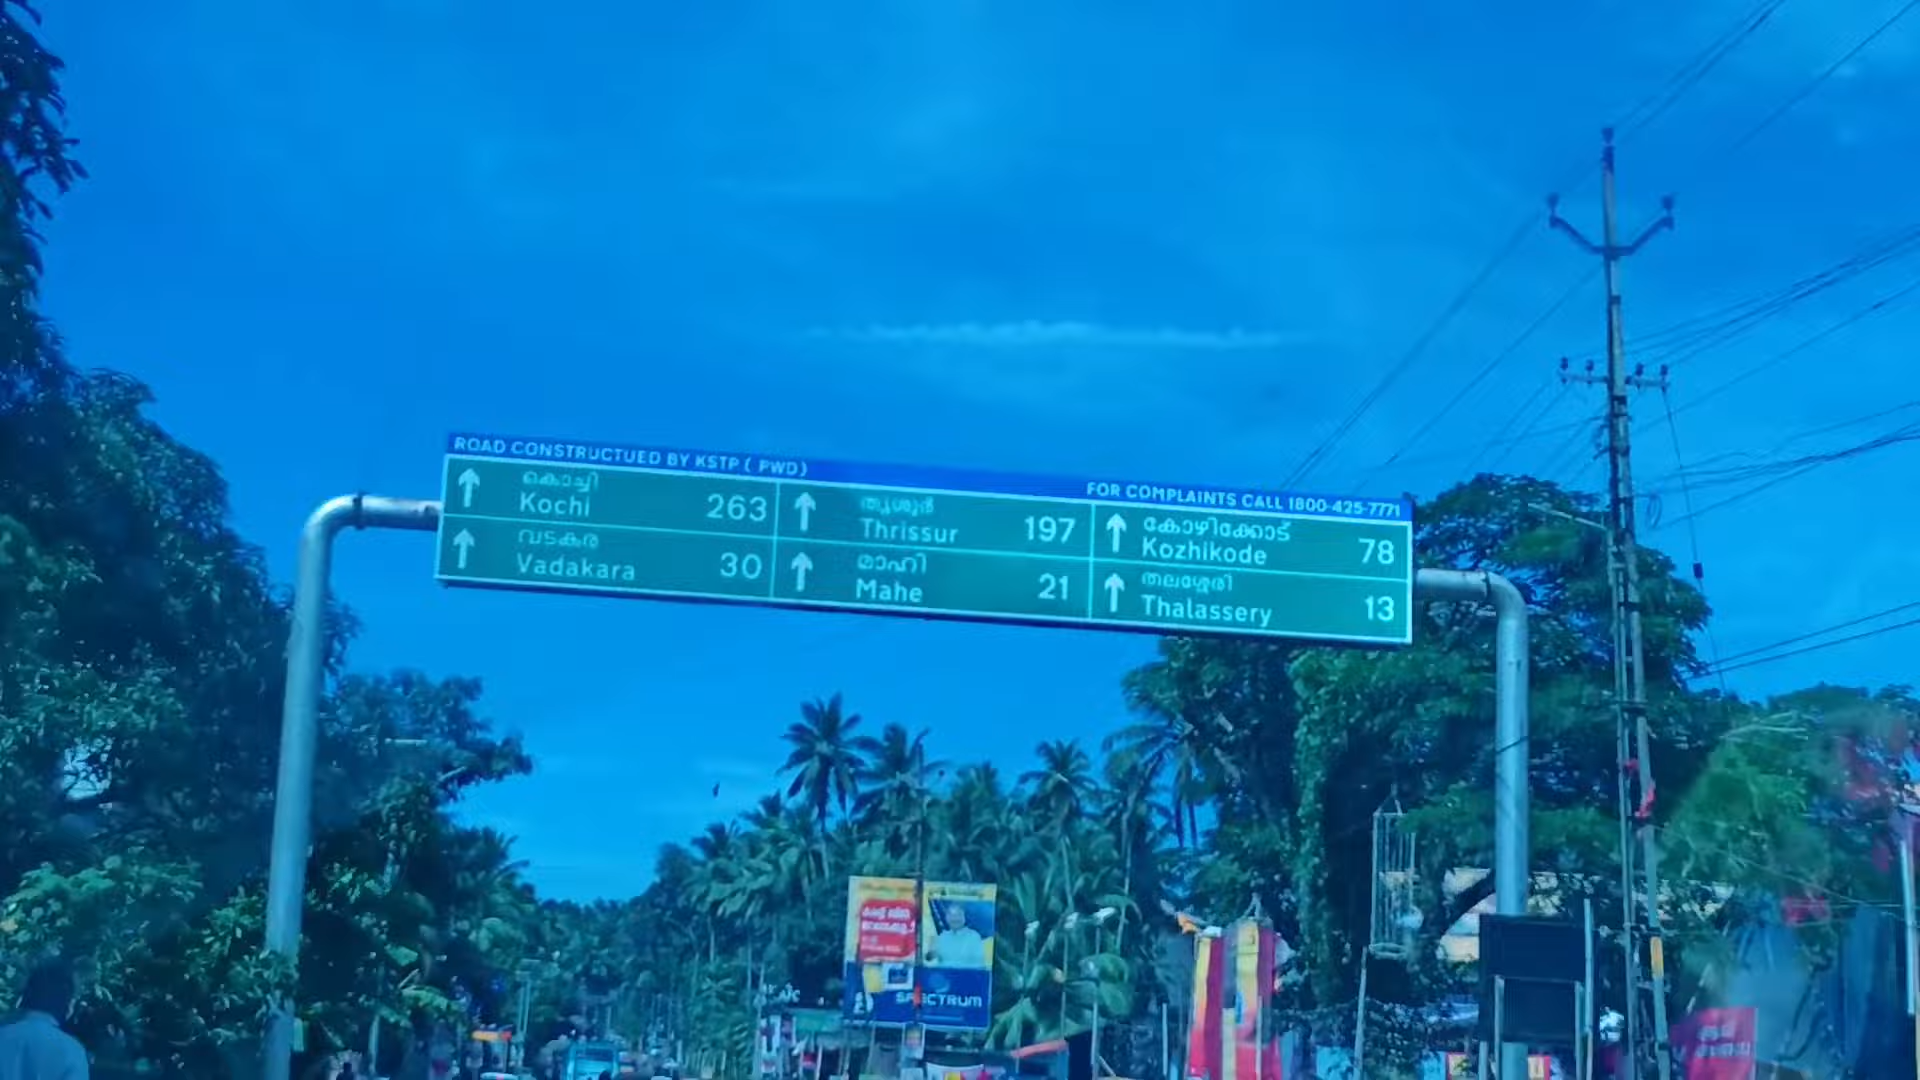 ROAD CONSTRUCTUED BY KSTP ( PWD)
FOR COMPLAINTS CALL 1800-425-7771
കൊച്ചി
Kochi 263
തൃശൂർ
Thrissur 197
കോഴിക്കോട്
Kozhikode 78
വടകര
Vadakara 30
മാഹി
Mahe 21
തലശ്ശേരി
Thalassery 13
SPECTRUM